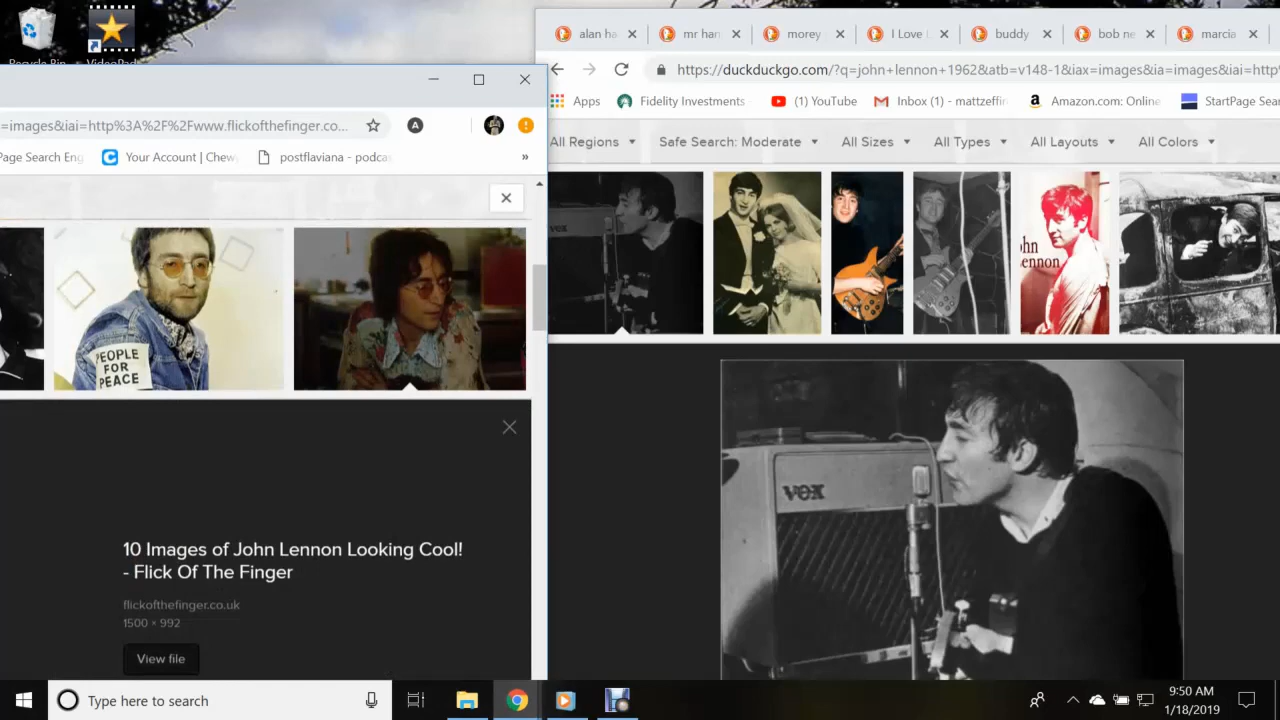 Recycle Bin
VideoPad
alan ha
mr han
morey
I Love L
buddy
bob ne
marcia
https://duckduckgo.com/?q=john+lennon+1962&atb=v148-1&iax=images&ia=images&iai=http
Apps
Fidelity Investments
(1) YouTube
Inbox (1) - mattzeffir
Amazon.com: Online
StartPage Sear
=images&iai=http%3A%2F%2Fwww.flickofthefinger.co...
A
Page Search Eng
Your Account | Chewy
postflaviana - podca
»
All Regions
Safe Search: Moderate
All Sizes
All Types
All Layouts
All Colors
PEOPLE
FOR
PEACE
hn
ennon
VOX
10 Images of John Lennon Looking Cool!
- Flick Of The Finger
flickofthefinger.co.uk
1500 × 992
View file
Type here to search
9:50 AM
1/18/2019